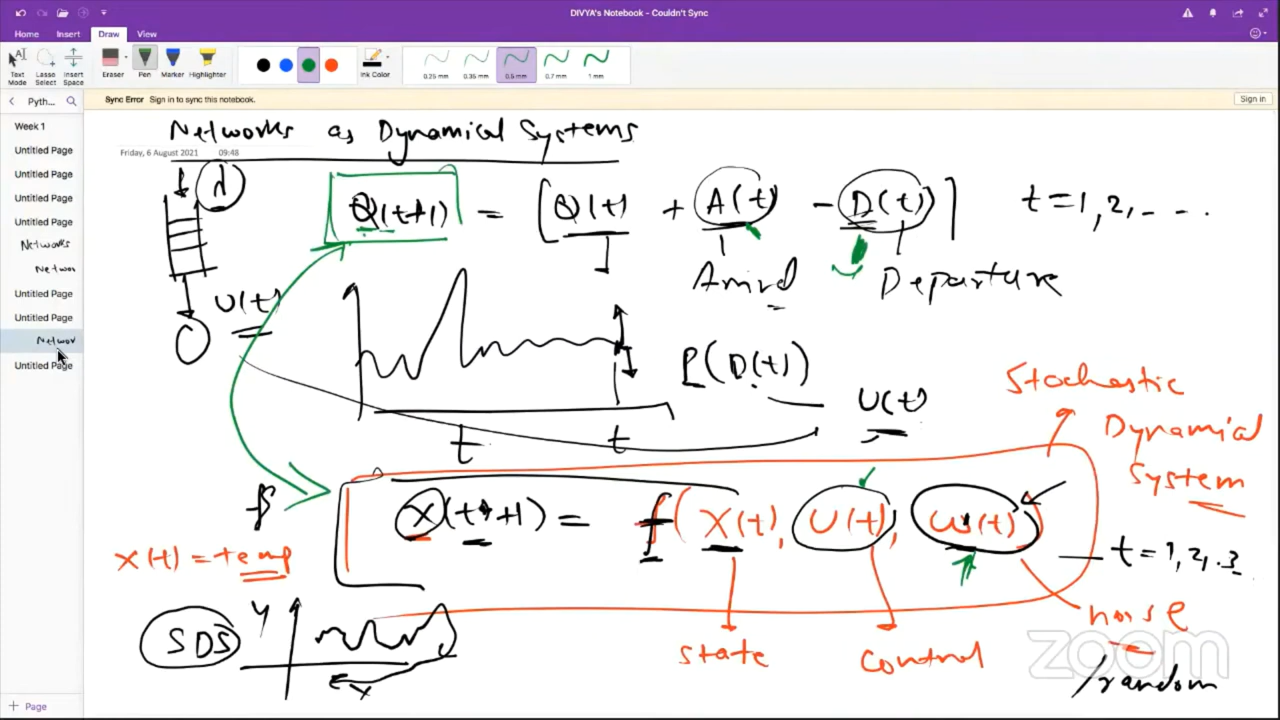 DIVYA's Notebook - Couldn't Sync
Home Insert Draw View
Text Mode
Lasso Select
Insert Space
Eraser
Pen
Marker
Highlighter
Ink Color
0.25 mm
0.35 mm
0.5 mm
0.7 mm
1 mm
Pyth...
Sync Error Sign in to sync this notebook.
Sign in
Week 1
Untitled Page
Untitled Page
Untitled Page
Untitled Page
Networks
Networ
Untitled Page
Untitled Page
Networ
Untitled Page
+ Page
Networks as Dynamical Systems
Friday, 6 August 2021 09:48
λ
Q(t+1) = [Q(t) + A(t) - D(t)] t=1,2,-...
U(t)
Departure
t
t
P(D(t))
U(t)
Stochastic
Dynamical
System
X(t+1) = f(X(t), U(t), W(t))
t=1,2,.3
X(t) = temp
state
control
noise
/random
SDS
Y
X
zoom